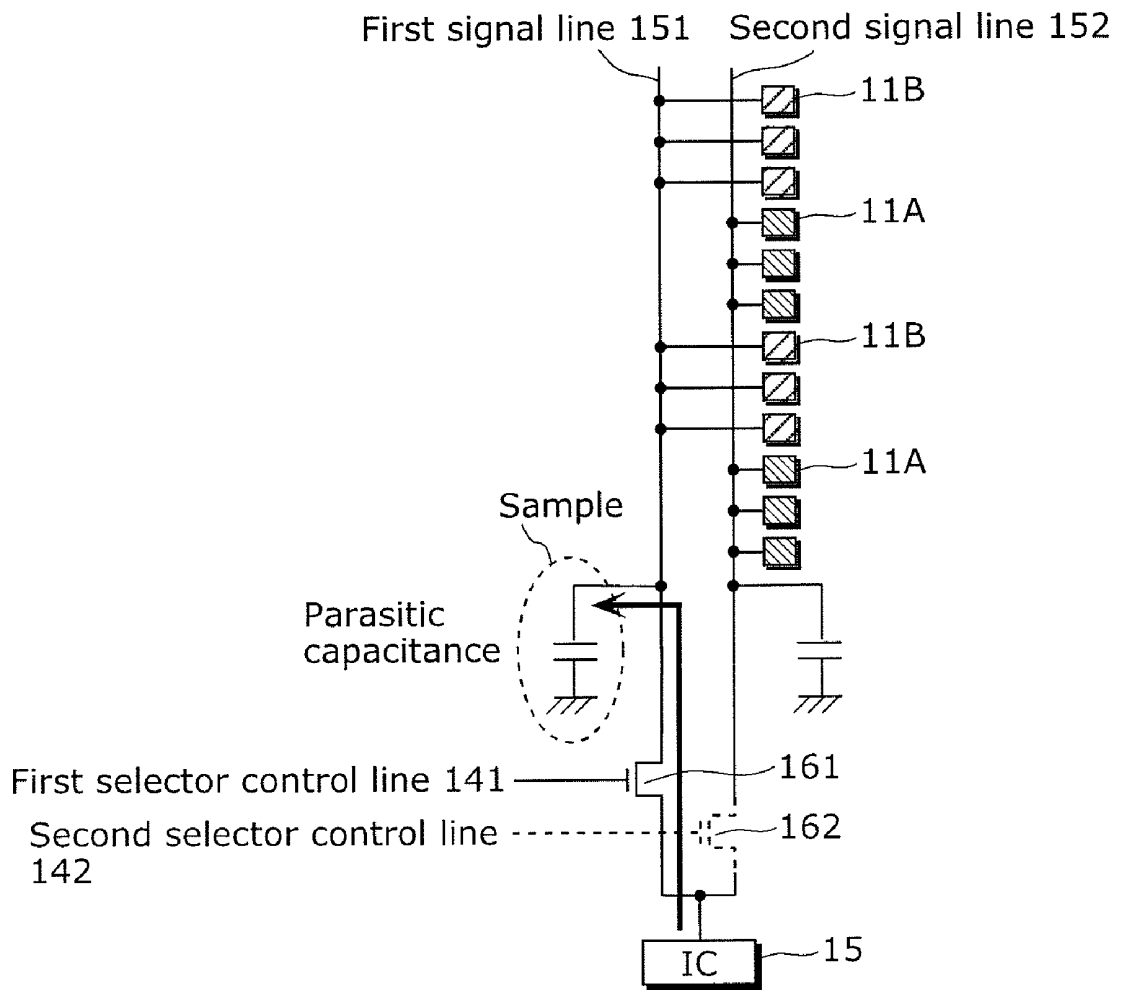 First signal line 151
Second signal line 152
11B
11A
11B
11A
Sample
Parasitic
capacitance
First selector control line 141
161
Second selector control line
142
162
IC
15